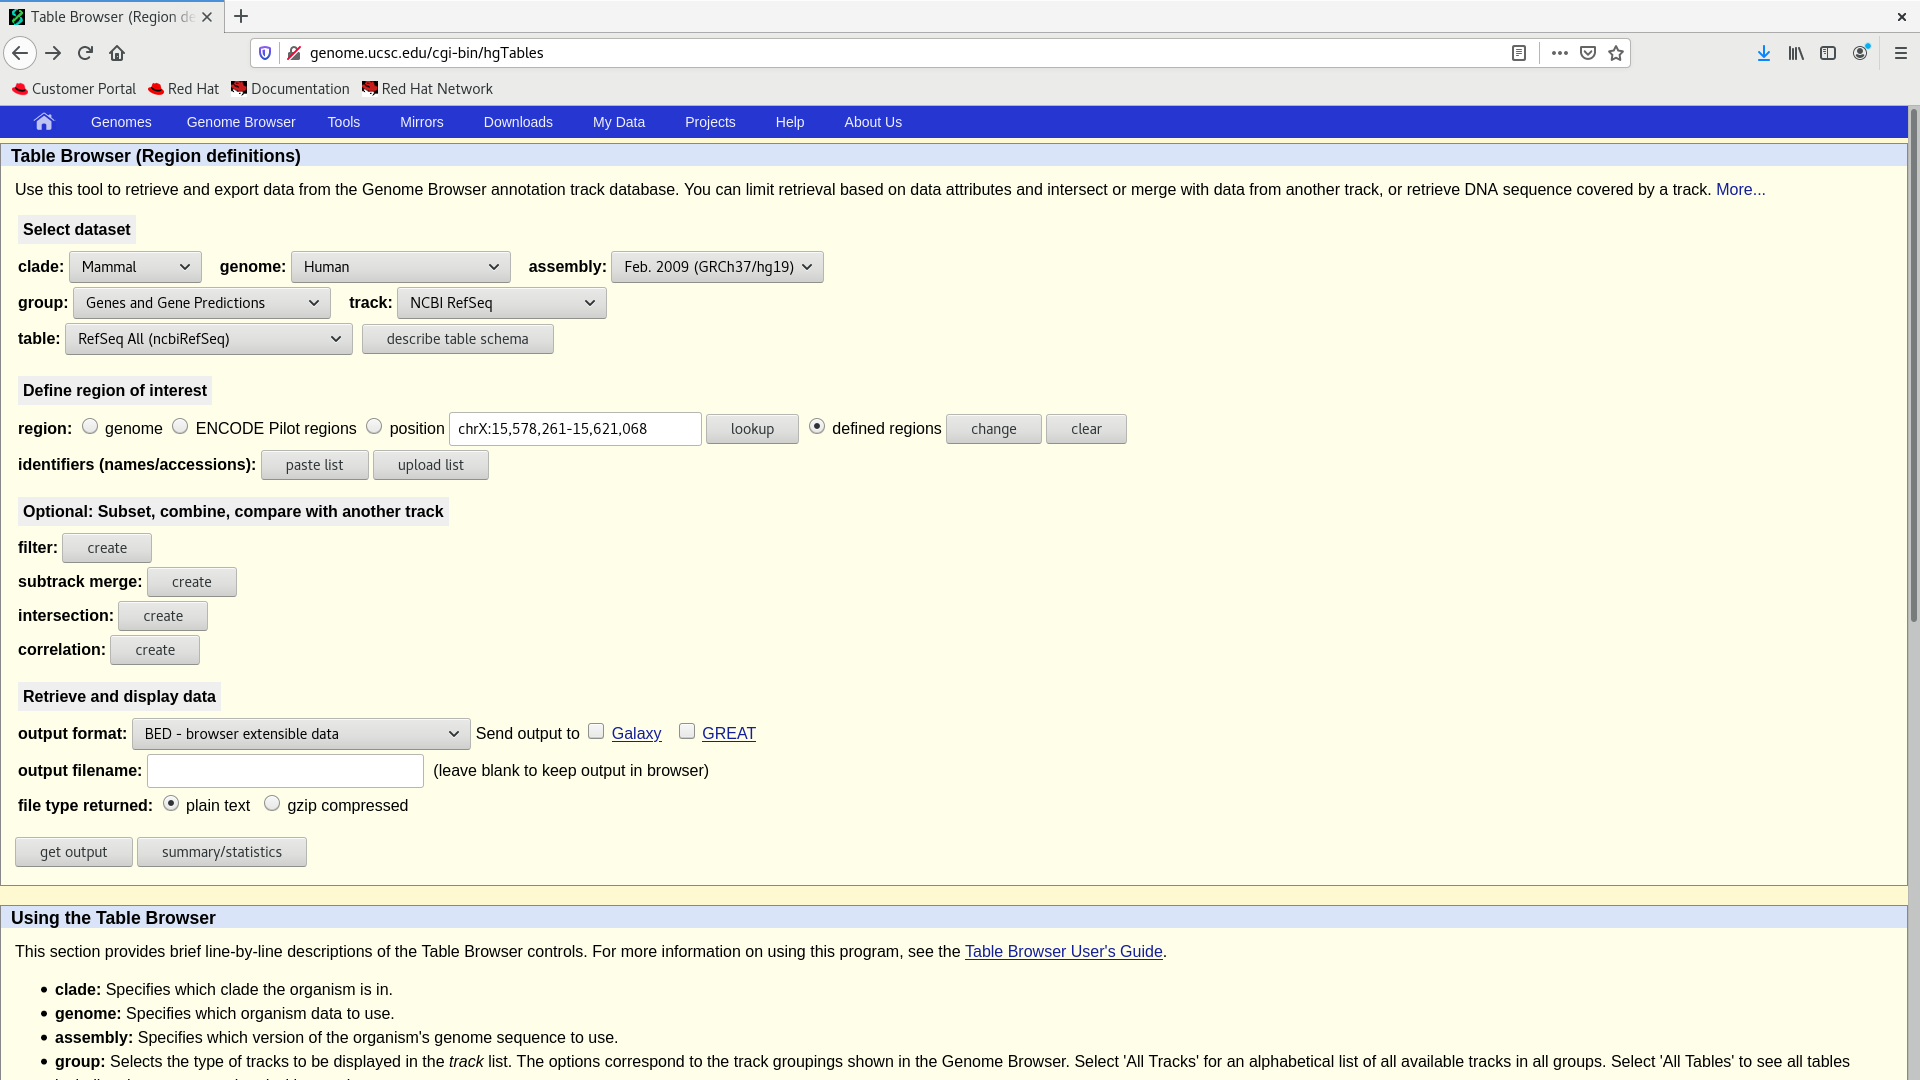 Table Browser (Region de
genome.ucsc.edu/cgi-bin/hgTables
Customer Portal Red Hat Documentation Red Hat Network
Genomes Genome Browser Tools Mirrors Downloads My Data Projects Help About Us
Table Browser (Region definitions)
Use this tool to retrieve and export data from the Genome Browser annotation track database. You can limit retrieval based on data attributes and intersect or merge with data from another track, or retrieve DNA sequence covered by a track. More...
Select dataset
clade: Mammal genome: Human assembly: Feb. 2009 (GRCh37/hg19)
group: Genes and Gene Predictions track: NCBI RefSeq
table: RefSeq All (ncbiRefSeq) describe table schema
Define region of interest
region: genome ENCODE Pilot regions position chrX:15,578,261-15,621,068 lookup defined regions change clear
identifiers (names/accessions): paste list upload list
Optional: Subset, combine, compare with another track
filter: create
subtrack merge: create
intersection: create
correlation: create
Retrieve and display data
output format: BED - browser extensible data Send output to Galaxy GREAT
output filename: (leave blank to keep output in browser)
file type returned: plain text gzip compressed
get output summary/statistics
Using the Table Browser
This section provides brief line-by-line descriptions of the Table Browser controls. For more information on using this program, see the Table Browser User's Guide.
• clade: Specifies which clade the organism is in.
• genome: Specifies which organism data to use.
• assembly: Specifies which version of the organism's genome sequence to use.
• group: Selects the type of tracks to be displayed in the track list. The options correspond to the track groupings shown in the Genome Browser. Select 'All Tracks' for an alphabetical list of all available tracks in all groups. Select 'All Tables' to see all tables